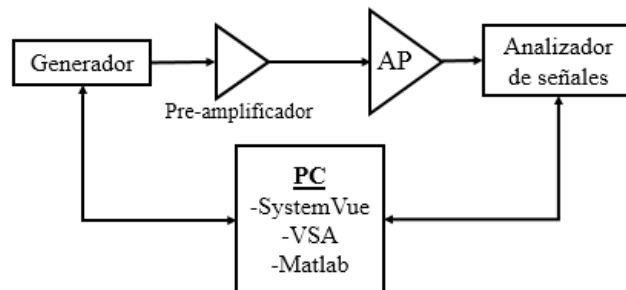 Generador
Pre-amplificador
AP
Analizador
de señales
PC
-SystemVue
-VSA
-Matlab